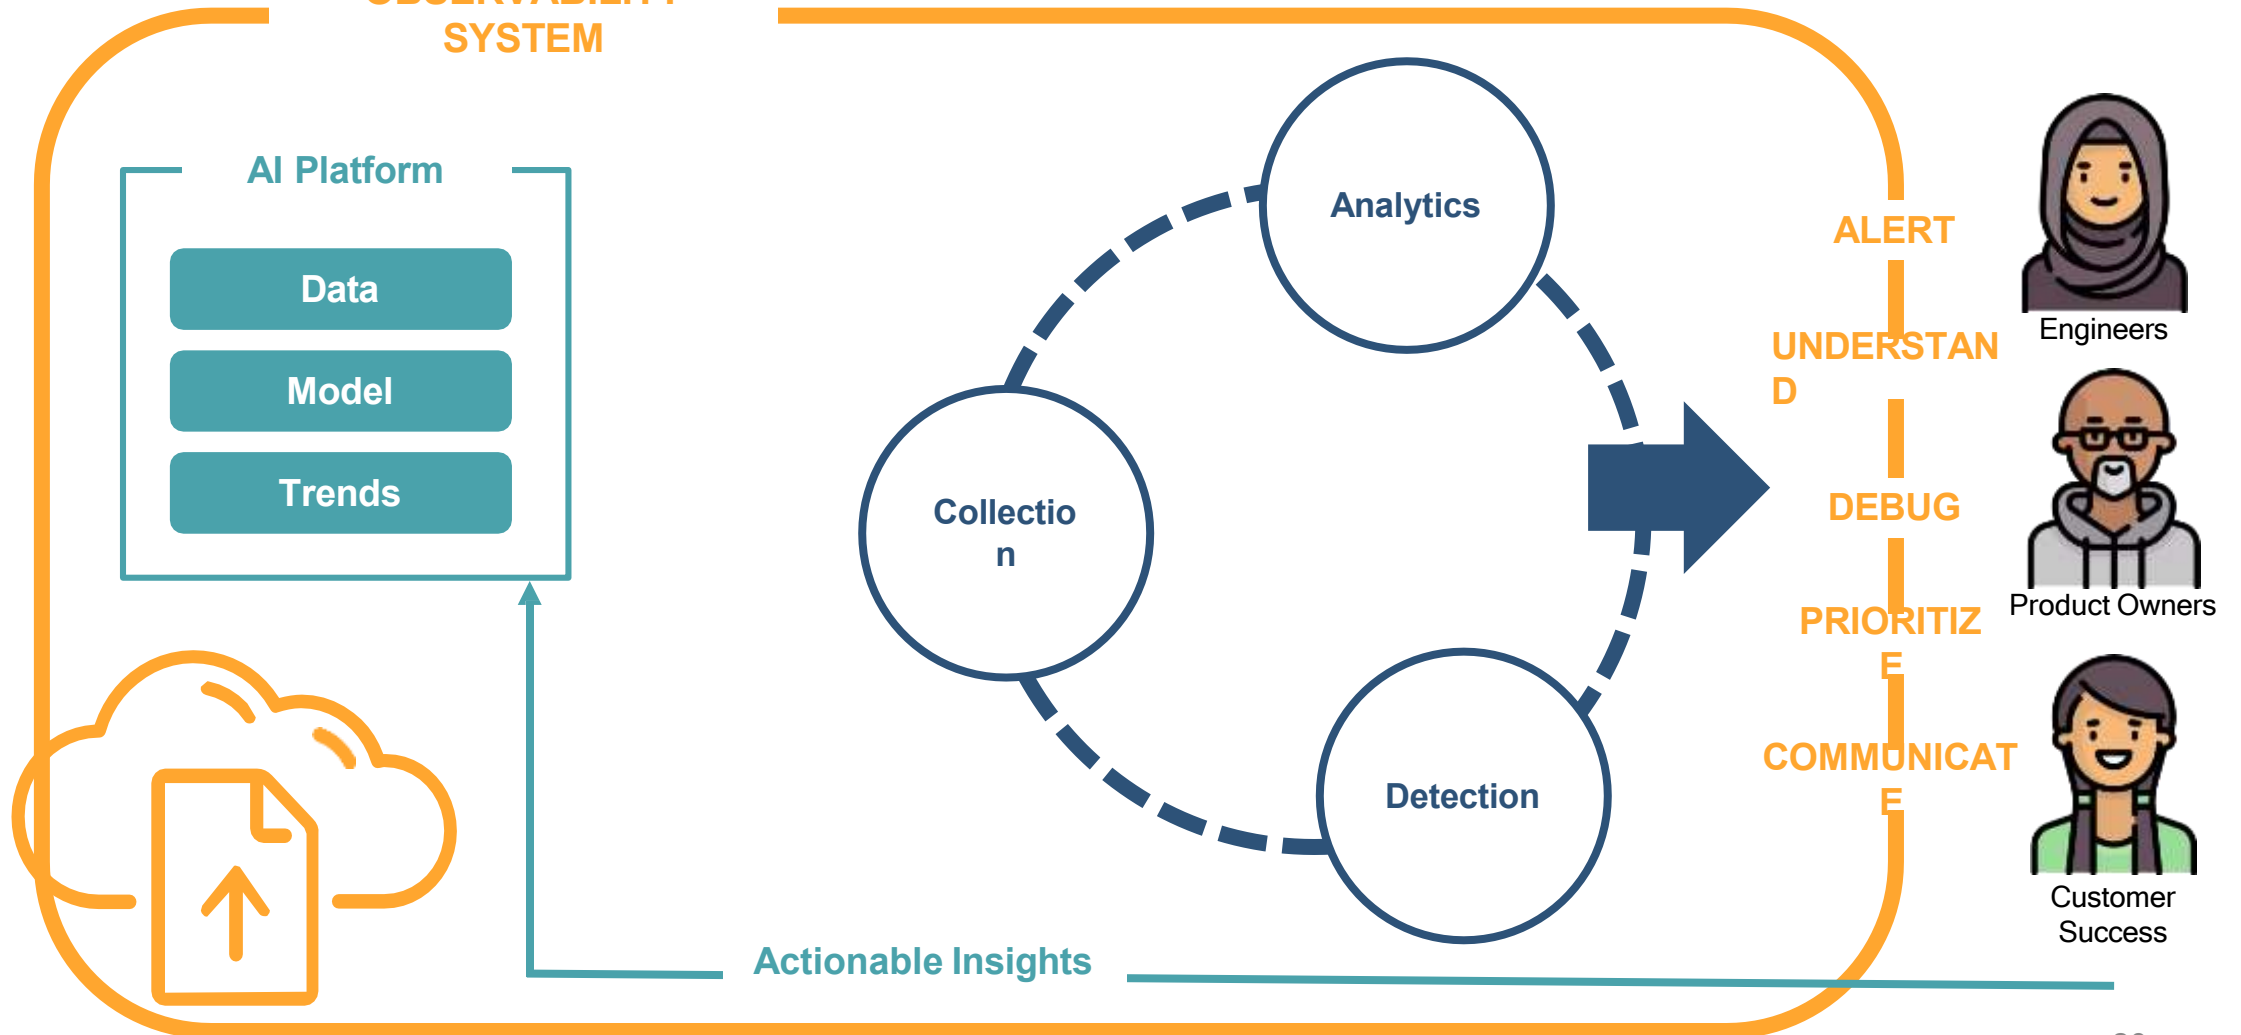 SYSTEM
AI Platform
Data
Model
Trends
Analytics
Collectio
n
Detection
ALERT
UNDERSTAN
D
DEBUG
PRIORITIZ
E
COMMUNICAT
E
Engineers
Product Owners
Customer
Success
Actionable Insights